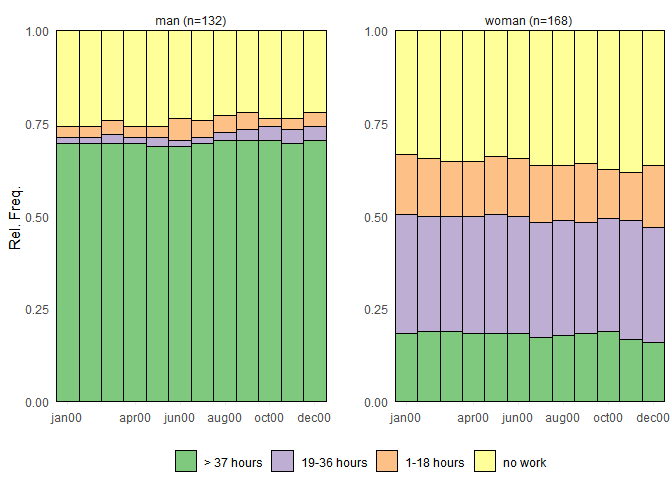 man (n=132)
woman (n=168)
Rel. Freq.
1.00
0.75
0.50
0.25
0.00
1.00
0.75
0.50
0.25
0.00
jan00 apr00 jun00 aug00 oct00 dec00
jan00 apr00 jun00 aug00 oct00 dec00
> 37 hours 19-36 hours 1-18 hours no work